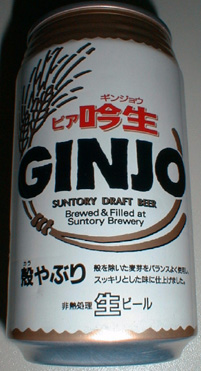 ギンジョウ
ビア吟生
GINJO
SUNTORY DRAFT BEER
Brewed & Filled at
Suntory Brewery
から
殻やぶり
殻を除いた麦芽をバランスよく使用し、
スッキリとした味に仕上げました。
非熱処理 生ビール